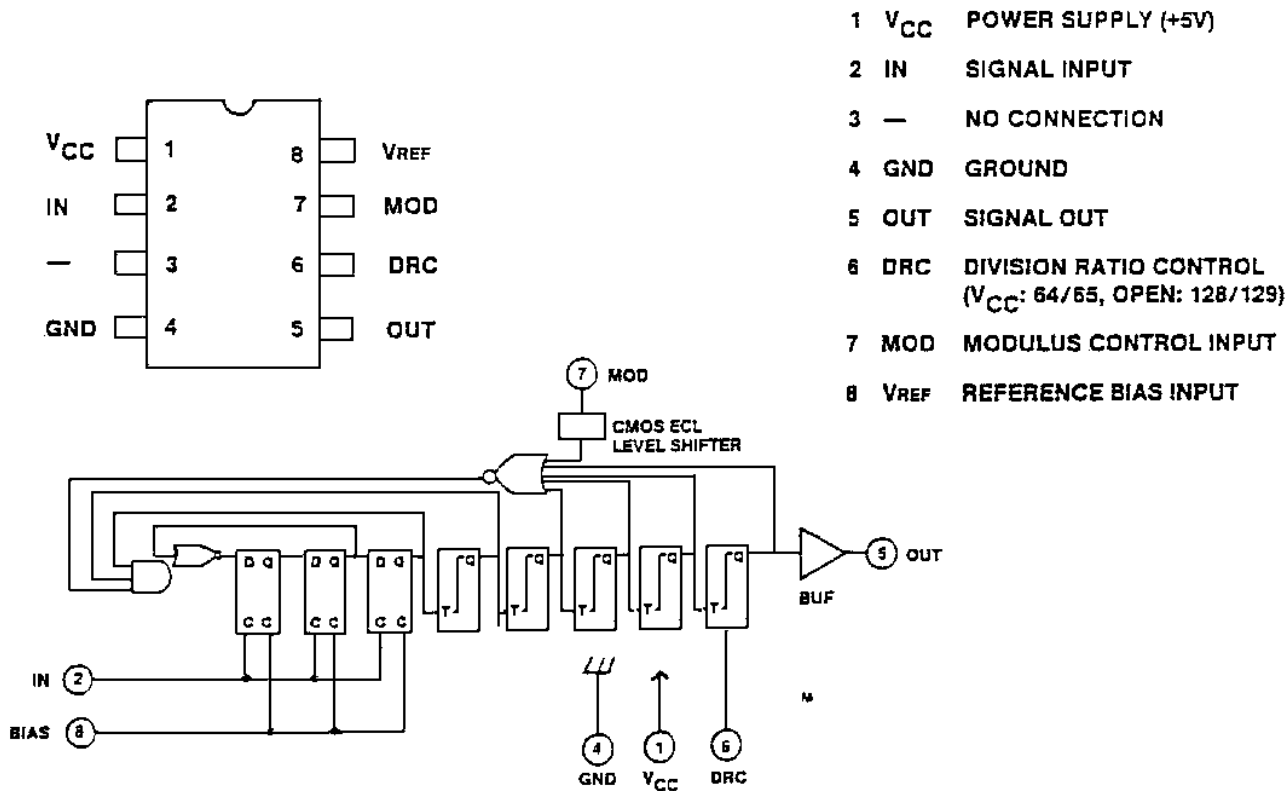 1 VCC POWER SUPPLY (+5V)
2 IN SIGNAL INPUT
3 — NO CONNECTION
4 GND GROUND
5 OUT SIGNAL OUT
6 DRC DIVISION RATIO CONTROL
(VCC: 64/65, OPEN: 128/129)
7 MOD MODULUS CONTROL INPUT
8 VREF REFERENCE BIAS INPUT
VCC 1 8 VREF
IN 2 7 MOD
— 3 6 DRC
GND 4 5 OUT
7 MOD
CMOS ECL
LEVEL SHIFTER
D Q D Q D Q Q Q Q Q Q
5 OUT
T T T T T
BUF
C C C C C C
IN 2
M
BIAS 8
4 1 6
GND VCC DRC